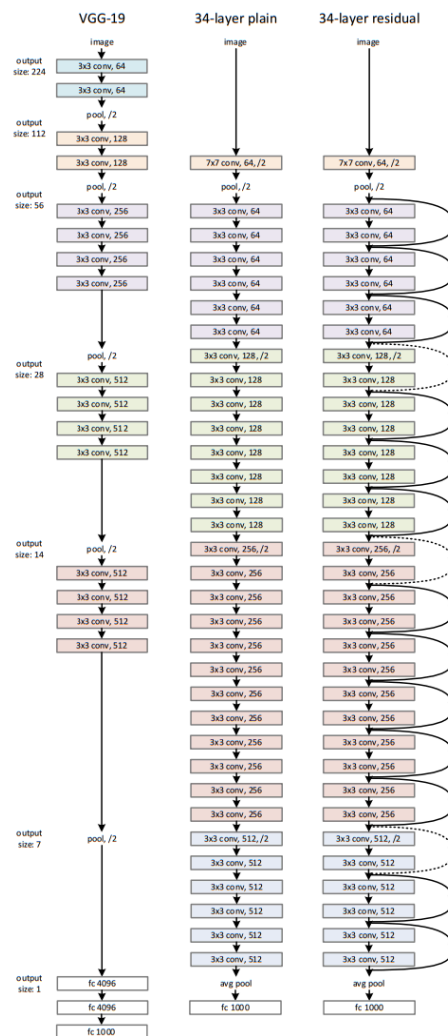 output
size: 224
output
size: 112
output
size: 56
output
size: 28
output
size: 14
output
size: 7
output
size: 1
VGG-19
image
3x3 conv, 64
3x3 conv, 64
pool, /2
3x3 conv, 128
3x3 conv, 128
pool, /2
3x3 conv, 256
3x3 conv, 256
3x3 conv, 256
3x3 conv, 256
pool, /2
3x3 conv, 512
3x3 conv, 512
3x3 conv, 512
3x3 conv, 512
pool, /2
3x3 conv, 512
3x3 conv, 512
3x3 conv, 512
3x3 conv, 512
pool, /2
fc 4096
fc 4096
fc 1000
34-layer plain
image
7x7 conv, 64, /2
pool, /2
3x3 conv, 64
3x3 conv, 64
3x3 conv, 64
3x3 conv, 64
3x3 conv, 64
3x3 conv, 64
3x3 conv, 128, /2
3x3 conv, 128
3x3 conv, 128
3x3 conv, 128
3x3 conv, 128
3x3 conv, 128
3x3 conv, 128
3x3 conv, 128
3x3 conv, 256, /2
3x3 conv, 256
3x3 conv, 256
3x3 conv, 256
3x3 conv, 256
3x3 conv, 256
3x3 conv, 256
3x3 conv, 256
3x3 conv, 256
3x3 conv, 256
3x3 conv, 256
3x3 conv, 256
3x3 conv, 512, /2
3x3 conv, 512
3x3 conv, 512
3x3 conv, 512
3x3 conv, 512
3x3 conv, 512
avg pool
fc 1000
34-layer residual
image
7x7 conv, 64, /2
pool, /2
3x3 conv, 64
3x3 conv, 64
3x3 conv, 64
3x3 conv, 64
3x3 conv, 64
3x3 conv, 64
3x3 conv, 128, /2
3x3 conv, 128
3x3 conv, 128
3x3 conv, 128
3x3 conv, 128
3x3 conv, 128
3x3 conv, 128
3x3 conv, 128
3x3 conv, 256, /2
3x3 conv, 256
3x3 conv, 256
3x3 conv, 256
3x3 conv, 256
3x3 conv, 256
3x3 conv, 256
3x3 conv, 256
3x3 conv, 256
3x3 conv, 256
3x3 conv, 256
3x3 conv, 256
3x3 conv, 512, /2
3x3 conv, 512
3x3 conv, 512
3x3 conv, 512
3x3 conv, 512
3x3 conv, 512
avg pool
fc 1000